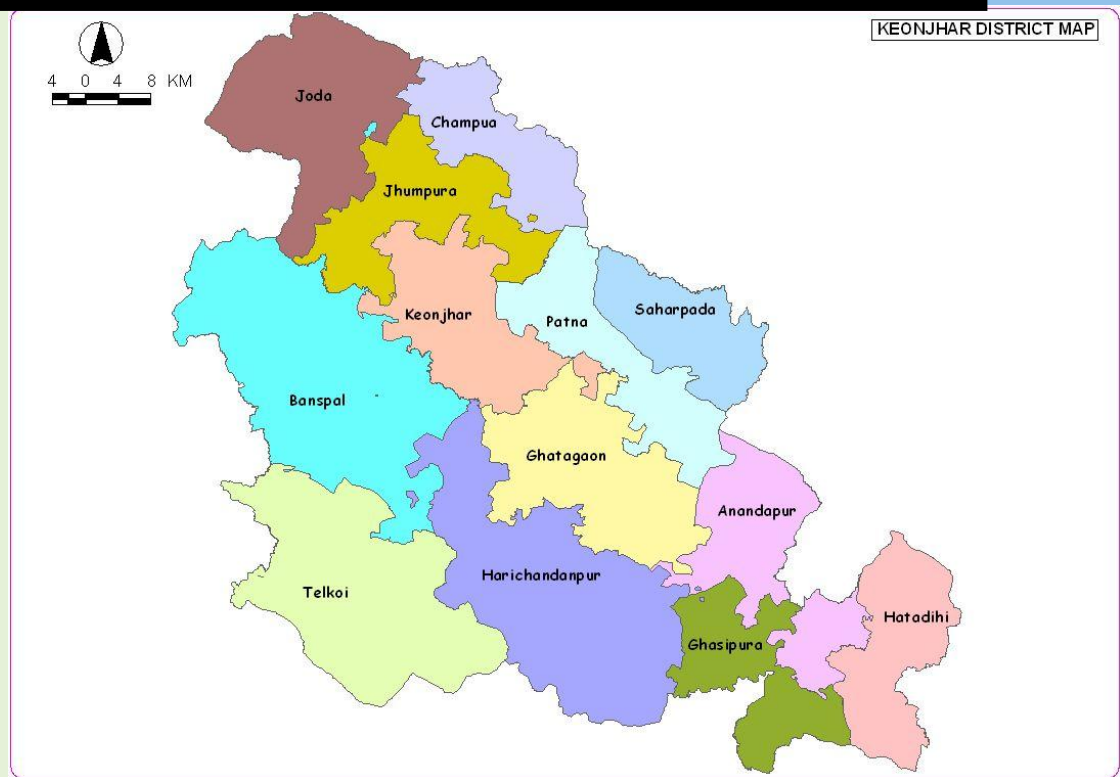 KEONJHAR DISTRICT MAP
4 0 4 8 KM
Joda
Champua
Jhumpura
Saharpada
Keonjhar
Patna
Banspal
Ghatagaon
Anandapur
Harichandanpur
Telkoi
Hatadihi
Ghasipura